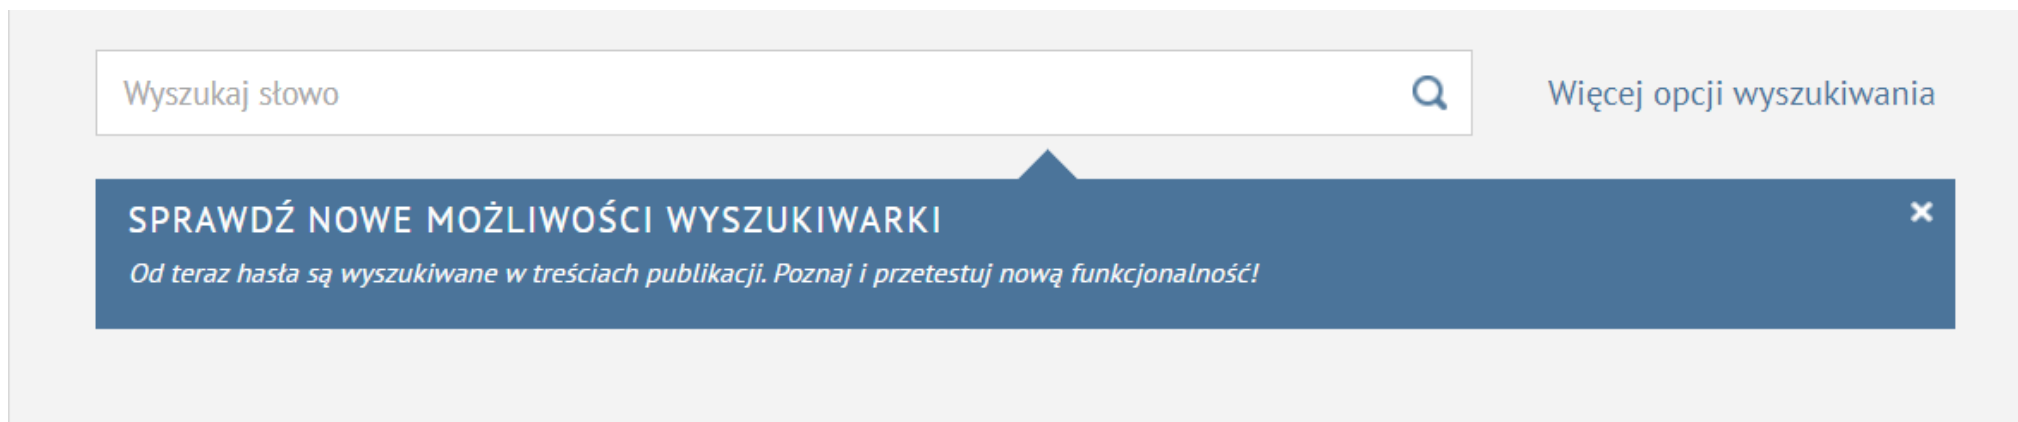 Wyszukaj słowo
Więcej opcji wyszukiwania
SPRAWDŹ NOWE MOŻLIWOŚCI WYSZUKIWARKI
Od teraz hasła są wyszukiwane w treściach publikacji. Poznaj i przetestuj nową funkcjonalność!